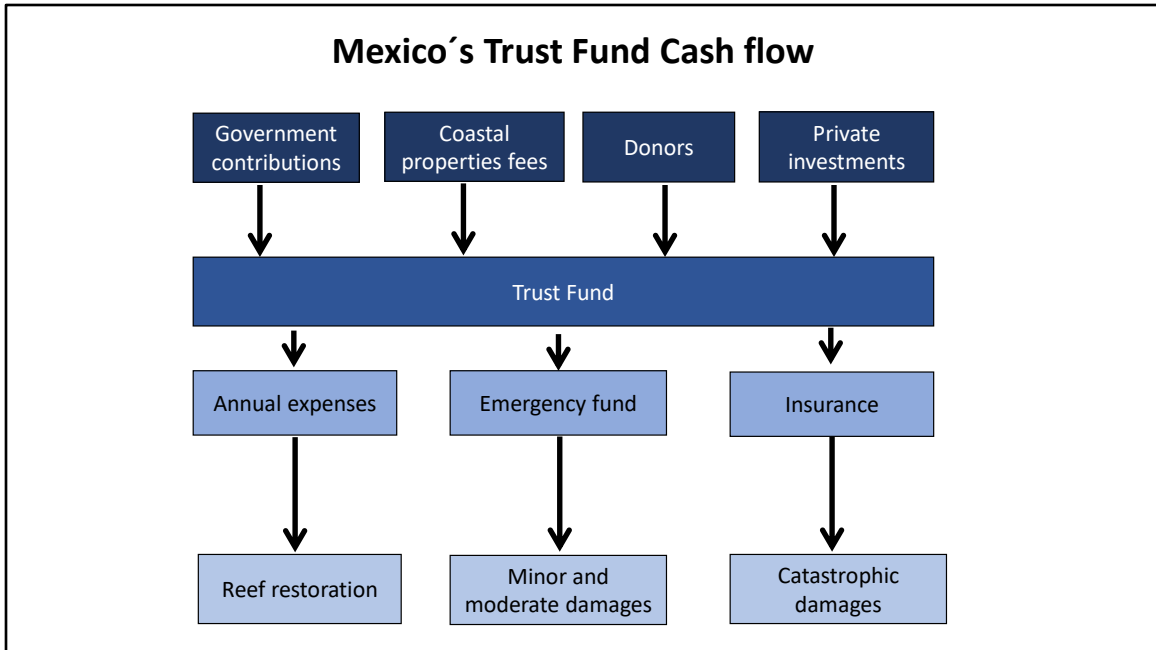 Mexico´s Trust Fund Cash flow
Government
contributions
Coastal
properties fees
Donors
Private
investments
Trust Fund
Annual expenses
Emergency fund
Insurance
Reef restoration
Minor and
moderate damages
Catastrophic
damages